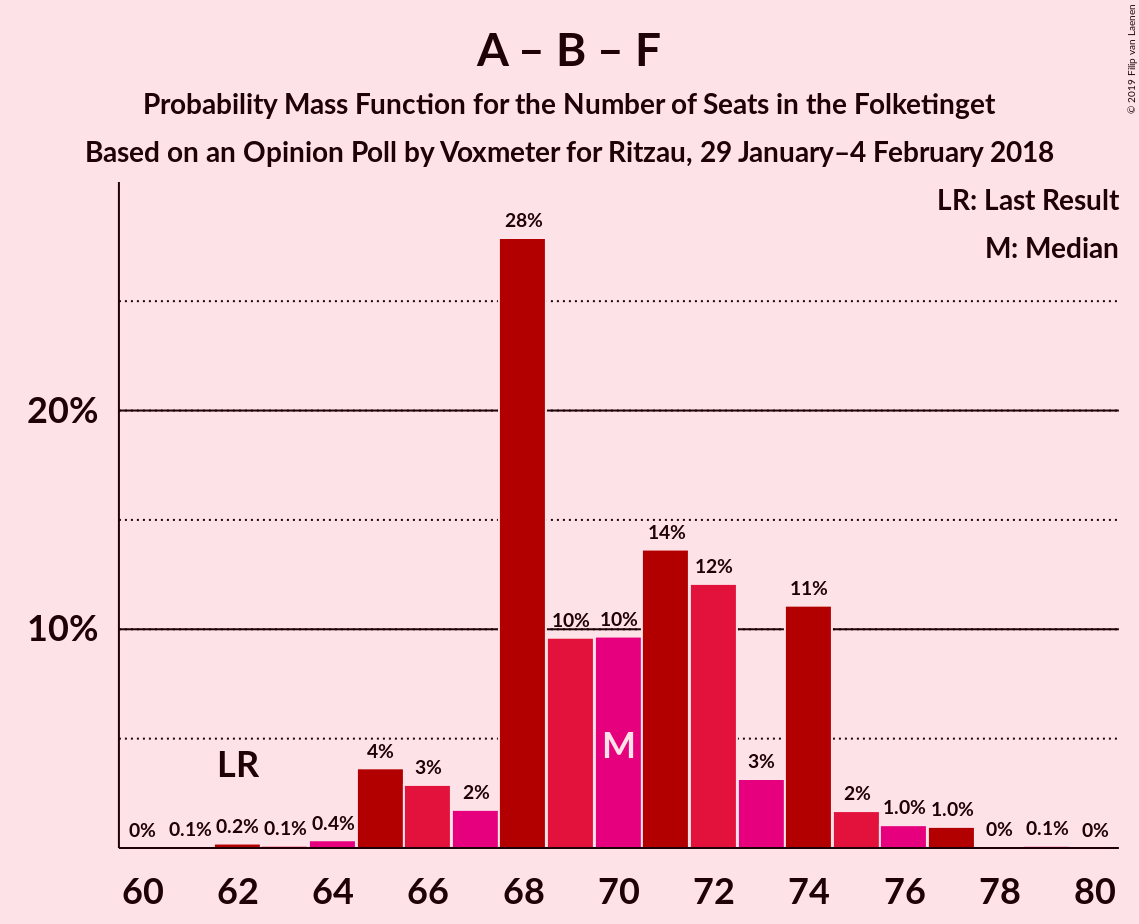 A – B – F
Probability Mass Function for the Number of Seats in the Folketinget
Based on an Opinion Poll by Voxmeter for Ritzau, 29 January–4 February 2018
© 2019 Filip van Laenen
LR: Last Result
M: Median
28%
20%
14%
12%
11%
10%
10% 10%
M
LR
4%
3%
2%
3%
2%
0% 0.1% 0.2% 0.1% 0.4%
1.0% 1.0%
0% 0.1% 0%
60 62 64 66 68 70 72 74 76 78 80